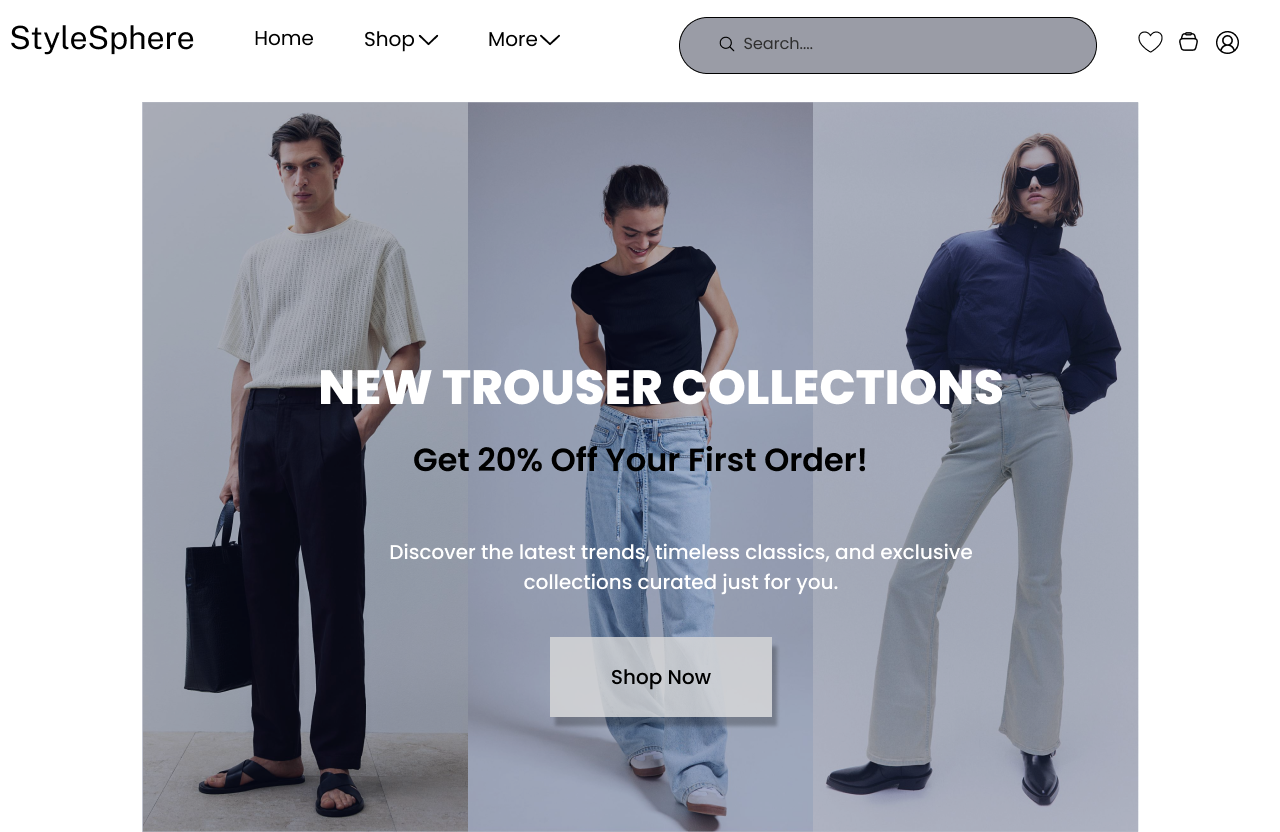 StyleSphere
Home
Shop
More
Search....
NEW TROUSER COLLECTIONS
Get 20% Off Your First Order!
Discover the latest trends, timeless classics, and exclusive
collections curated just for you.
Shop Now